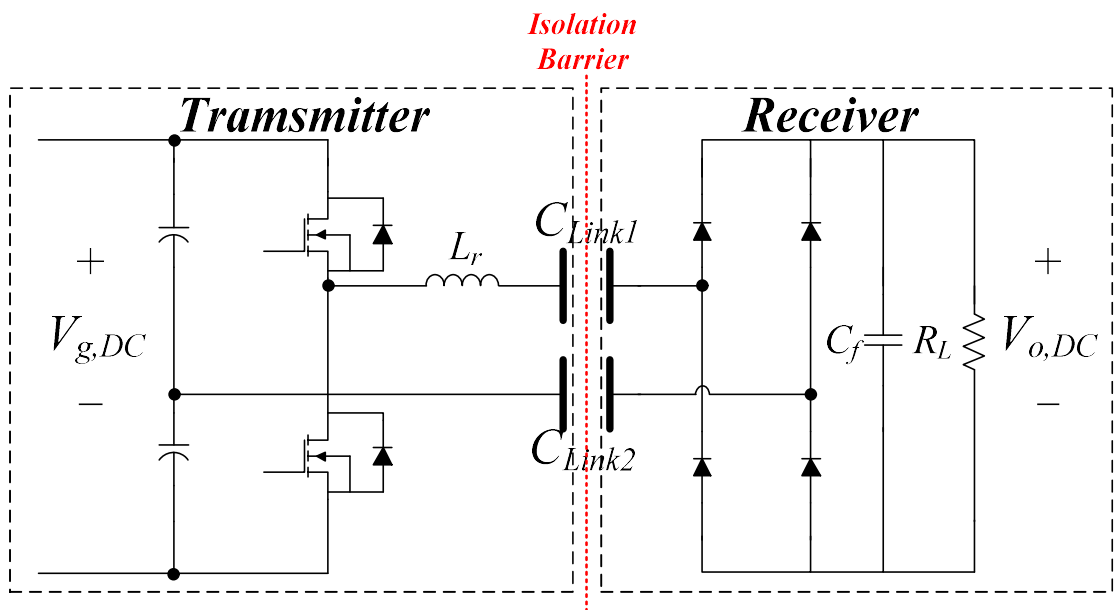 Isolation
Barrier
Tramsmitter
Receiver
C_Link1
L_r
+
+
V_g,DC
C_f
R_L
V_o,DC
−
−
C_Link2